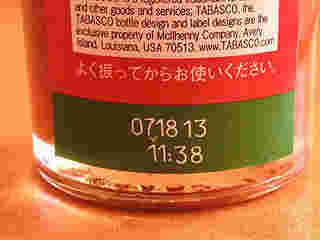 and other goods and services; TABASCO, the
TABASCO bottle design and label designs are the
exclusive property of McIlhenny Company, Avery
Island, Louisiana, USA 70513. www.TABASCO.com
よく振ってからお使いください。
0718 13
11:38